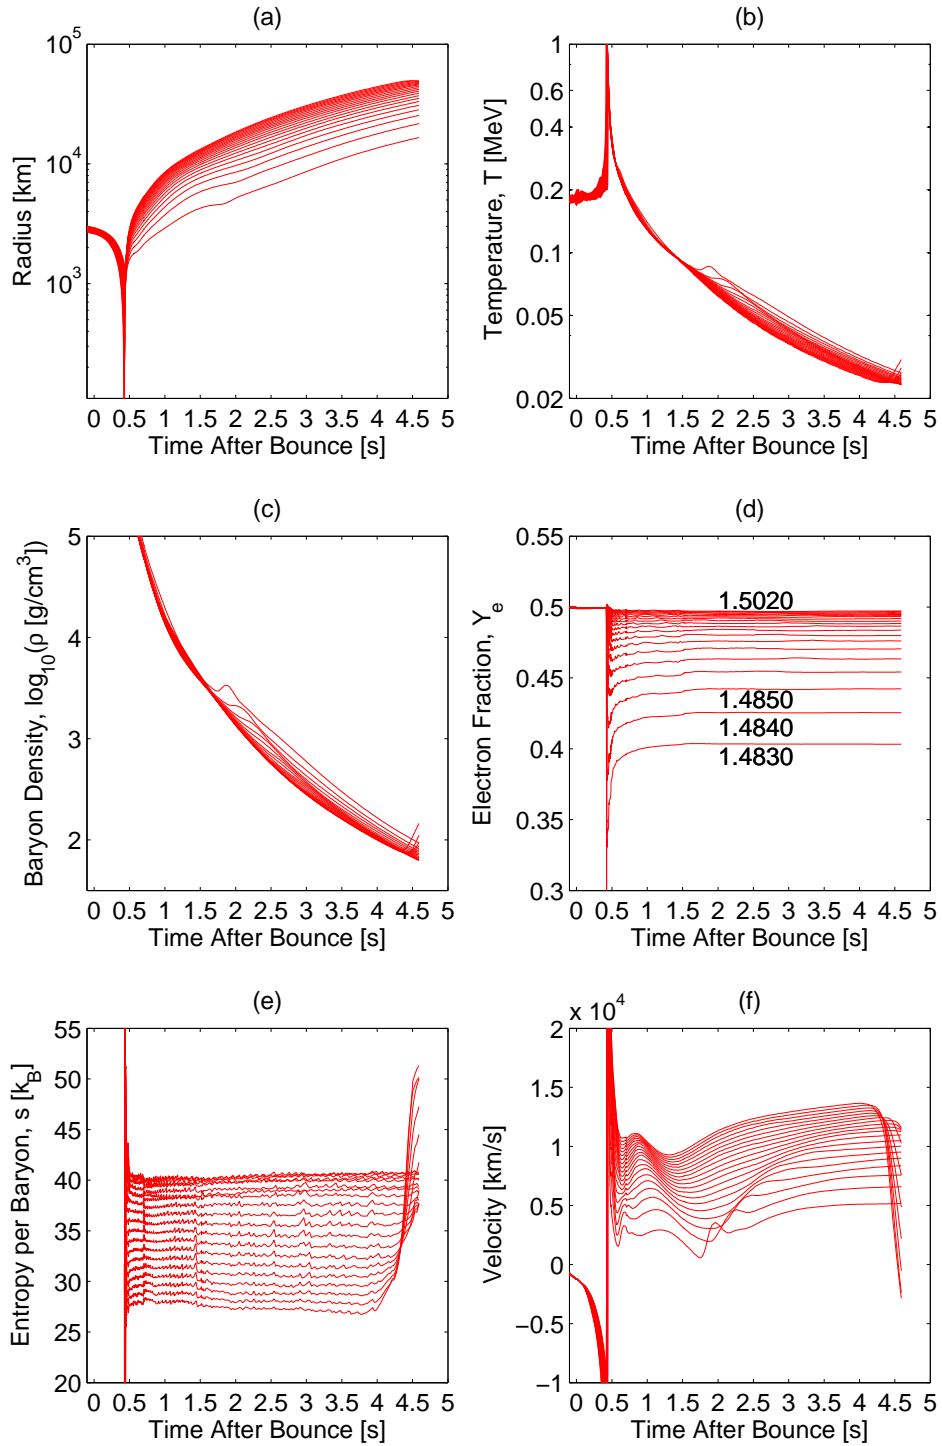 (a)
10^5
10^4
10^3
Radius [km]
0 0.5 1 1.5 2 2.5 3 3.5 4 4.5 5
Time After Bounce [s]
(b)
1
0.6
0.4
0.2
0.1
0.05
0.02
Temperature, T [MeV]
0 0.5 1 1.5 2 2.5 3 3.5 4 4.5 5
Time After Bounce [s]
(c)
5
4
3
2
Baryon Density, log_10(ρ [g/cm^3])
0 0.5 1 1.5 2 2.5 3 3.5 4 4.5 5
Time After Bounce [s]
(d)
0.55
0.5
0.45
0.4
0.35
0.3
Electron Fraction, Y_e
1.5020
1.4850
1.4840
1.4830
0 0.5 1 1.5 2 2.5 3 3.5 4 4.5 5
Time After Bounce [s]
(e)
55
50
45
40
35
30
25
20
Entropy per Baryon, s [k_B]
0 0.5 1 1.5 2 2.5 3 3.5 4 4.5 5
Time After Bounce [s]
(f)
x 10^4
2
1.5
1
0.5
0
−0.5
−1
Velocity [km/s]
0 0.5 1 1.5 2 2.5 3 3.5 4 4.5 5
Time After Bounce [s]